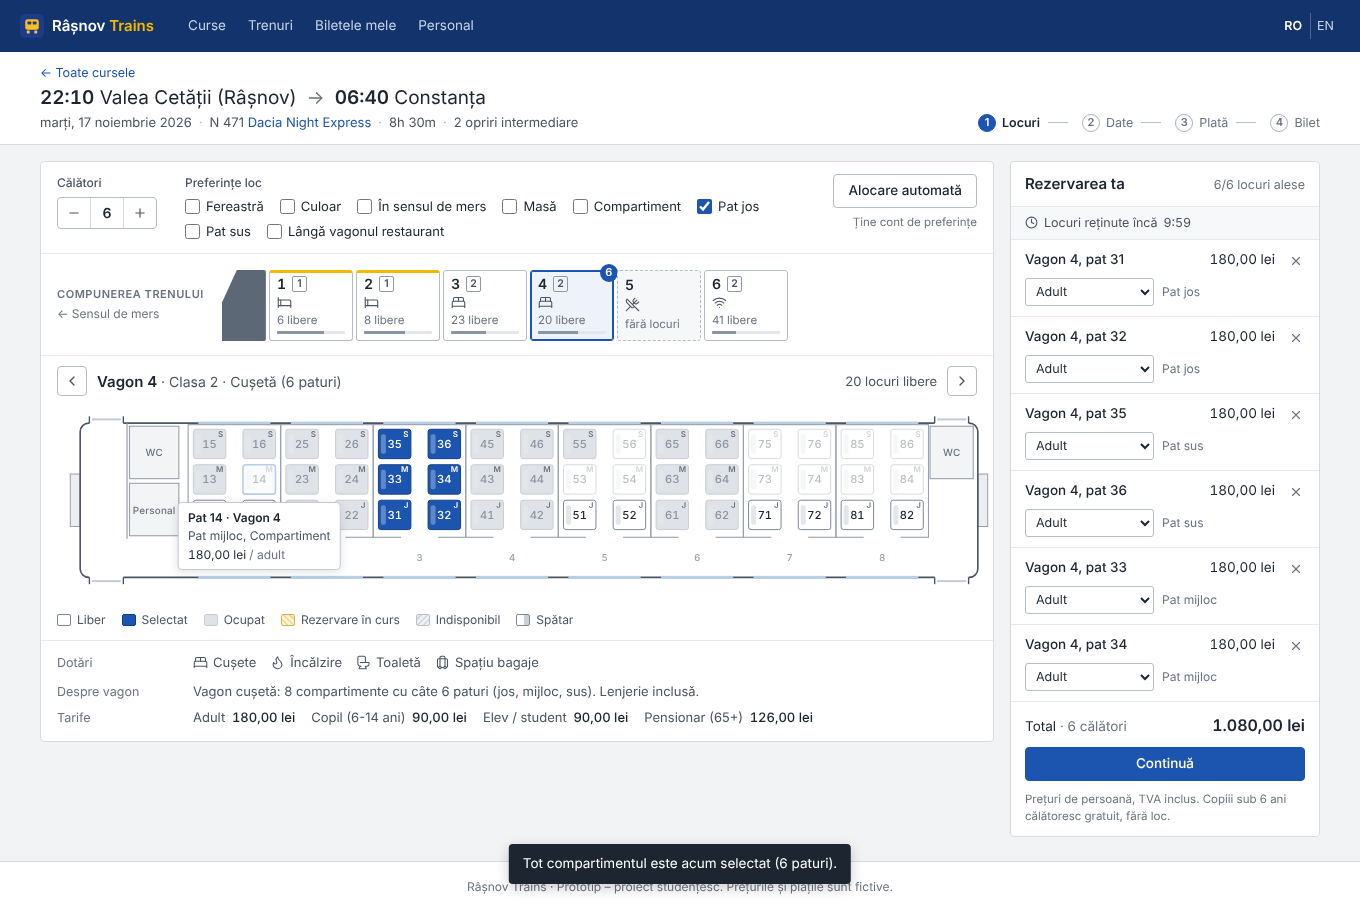 Râșnov Trains
Curse
Trenuri
Biletele mele
Personal
RO
EN
← Toate cursele
22:10 Valea Cetății (Râșnov) → 06:40 Constanța
marți, 17 noiembrie 2026 · N 471 Dacia Night Express · 8h 30m · 2 opriri intermediare
1 Locuri
2 Date
3 Plată
4 Bilet
Călători
− 6 +
Preferințe loc
Fereastră
Culoar
În sensul de mers
Masă
Compartiment
Pat jos
Pat sus
Lângă vagonul restaurant
Alocare automată
Ține cont de preferințe
COMPUNEREA TRENULUI
← Sensul de mers
1 1
6 libere
2 1
8 libere
3 2
23 libere
4 2
6
20 libere
5
fără locuri
6 2
41 libere
Vagon 4 · Clasa 2 · Cușetă (6 paturi)
20 locuri libere
WC
15 S 16 S 25 S 26 S 35 S 36 S 45 S 46 S 55 S 56 S 65 S 66 S 75 S 76 S 85 S 86 S
WC
13 M 14 M 23 M 24 M 33 M 34 M 43 M 44 M 53 M 54 M 63 M 64 M 73 M 74 M 83 M 84 M
Personal
22 J 31 J 32 J 41 J 42 J 51 J 52 J 61 J 62 J 71 J 72 J 81 J 82 J
Pat 14 · Vagon 4
Pat mijloc, Compartiment
180,00 lei / adult
3 4 5 6 7 8
Liber
Selectat
Ocupat
Rezervare în curs
Indisponibil
Spătar
Dotări
Cușete
Încălzire
Toaletă
Spațiu bagaje
Despre vagon
Vagon cușetă: 8 compartimente cu câte 6 paturi (jos, mijloc, sus). Lenjerie inclusă.
Tarife
Adult 180,00 lei
Copil (6-14 ani) 90,00 lei
Elev / student 90,00 lei
Pensionar (65+) 126,00 lei
Rezervarea ta
6/6 locuri alese
Locuri reținute încă 9:59
Vagon 4, pat 31
180,00 lei ×
Adult
Pat jos
Vagon 4, pat 32
180,00 lei ×
Adult
Pat jos
Vagon 4, pat 35
180,00 lei ×
Adult
Pat sus
Vagon 4, pat 36
180,00 lei ×
Adult
Pat sus
Vagon 4, pat 33
180,00 lei ×
Adult
Pat mijloc
Vagon 4, pat 34
180,00 lei ×
Adult
Pat mijloc
Total · 6 călători
1.080,00 lei
Continuă
Prețuri de persoană, TVA inclus. Copiii sub 6 ani
călătoresc gratuit, fără loc.
Tot compartimentul este acum selectat (6 paturi).
Râșnov Trains · Prototip – proiect studențesc. Prețurile și plățile sunt fictive.